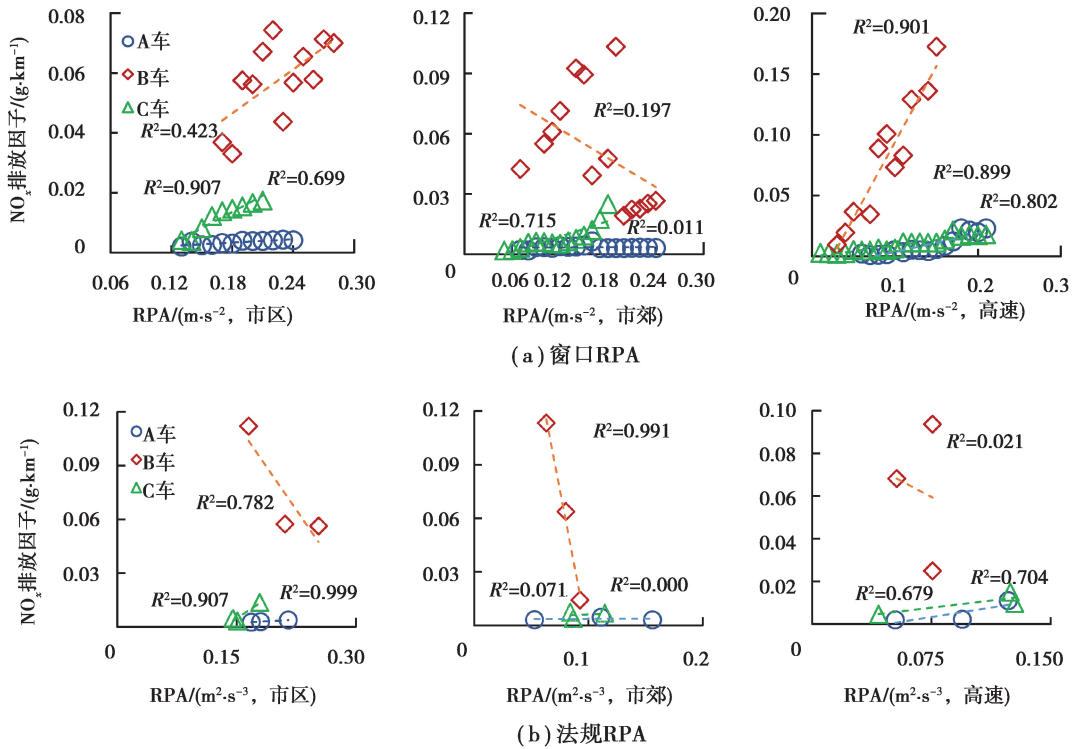 NOₓ排放因子/(g·km⁻¹)
0.08
0.06
0.04
0.02
0
A车
B车
C车
R²=0.423
R²=0.907
R²=0.699
0.06
0.12
0.18
0.24
0.30
RPA/(m·s⁻², 市区)
0.12
0.09
0.06
0.03
0
R²=0.197
R²=0.715
R²=0.011
0.06
0.12
0.18
0.24
0.30
RPA/(m·s⁻², 市郊)
0.20
0.15
0.10
0.05
0
R²=0.901
R²=0.899
R²=0.802
0.1
0.2
0.3
RPA/(m·s⁻², 高速)
(a)窗口RPA
NOₓ排放因子/(g·km⁻¹)
0.12
0.09
0.06
0.03
0
A车
B车
C车
R²=0.782
R²=0.907
R²=0.999
0.15
0.30
RPA/(m²·s⁻³, 市区)
0.12
0.09
0.06
0.03
0
R²=0.991
R²=0.071
R²=0.000
0.1
0.2
RPA/(m²·s⁻³, 市郊)
0.10
0.08
0.06
0.04
0.02
0
R²=0.021
R²=0.679
R²=0.704
0.075
0.150
RPA/(m²·s⁻³, 高速)
(b)法规RPA